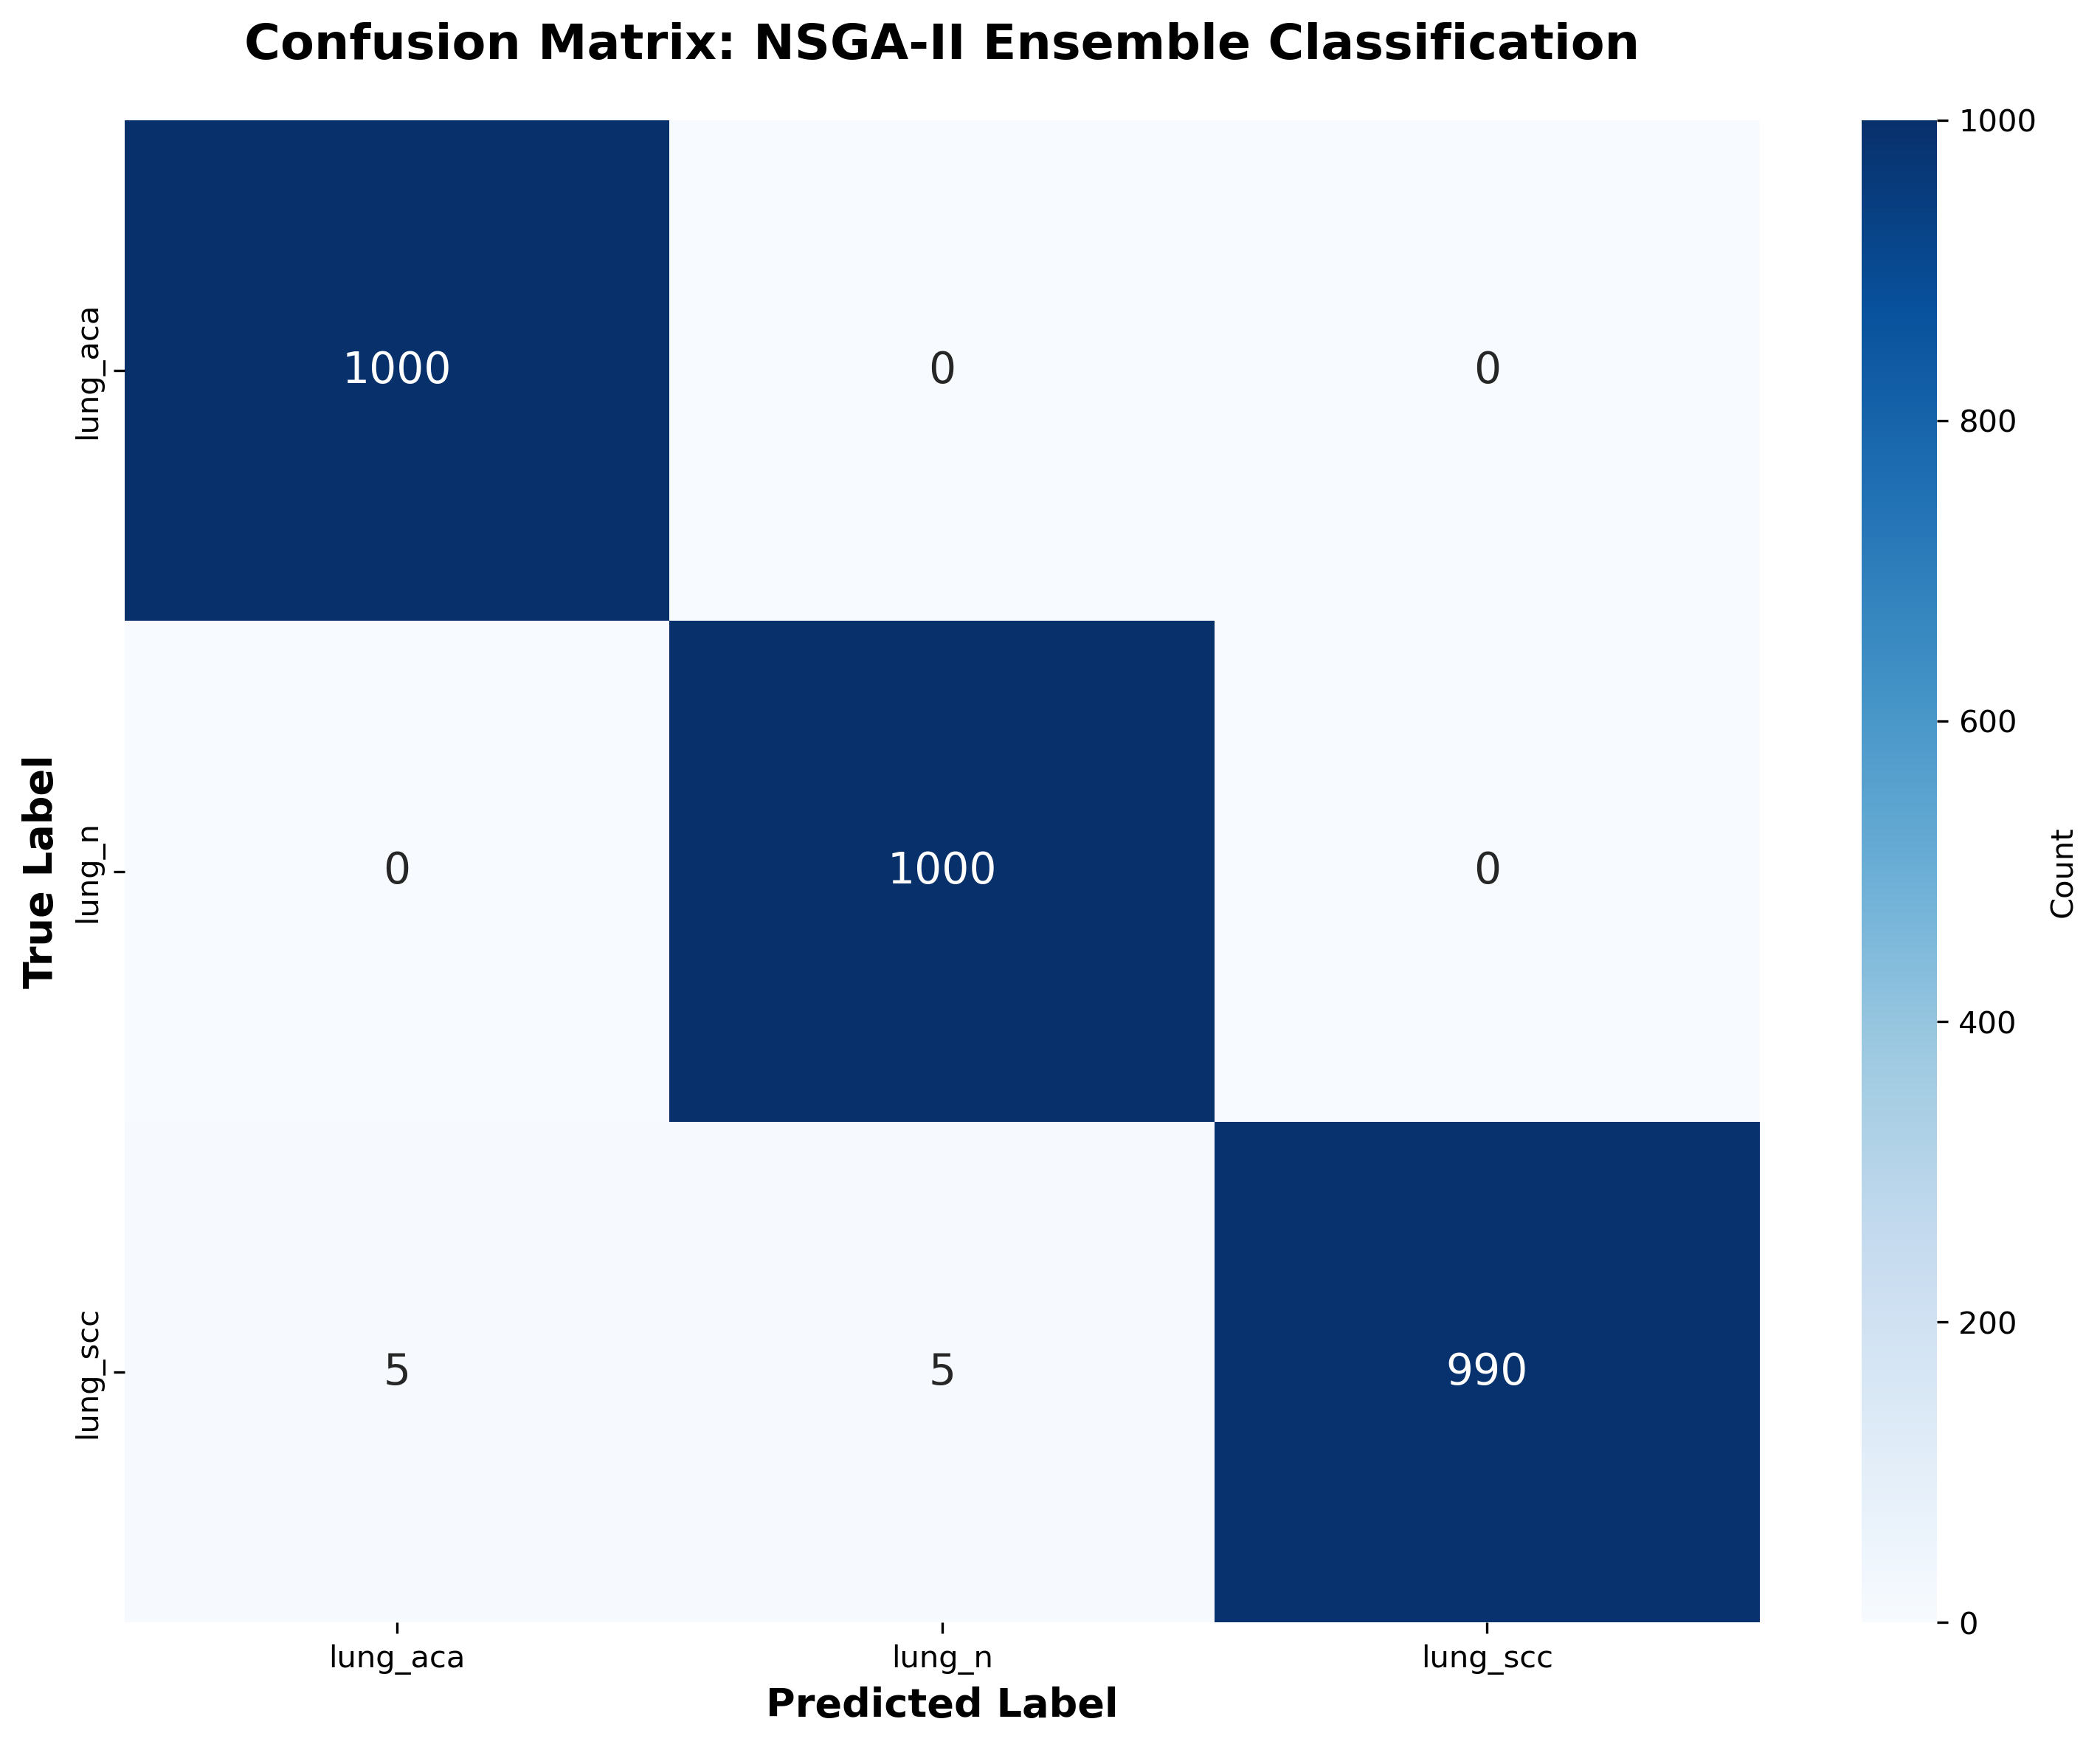 Confusion Matrix: NSGA-II Ensemble Classification
True Label
lung_aca
1000 0 0
lung_n
0 1000 0
lung_scc
5 5 990
lung_aca lung_n lung_scc
Predicted Label
1000
800
600
400
200
0
Count